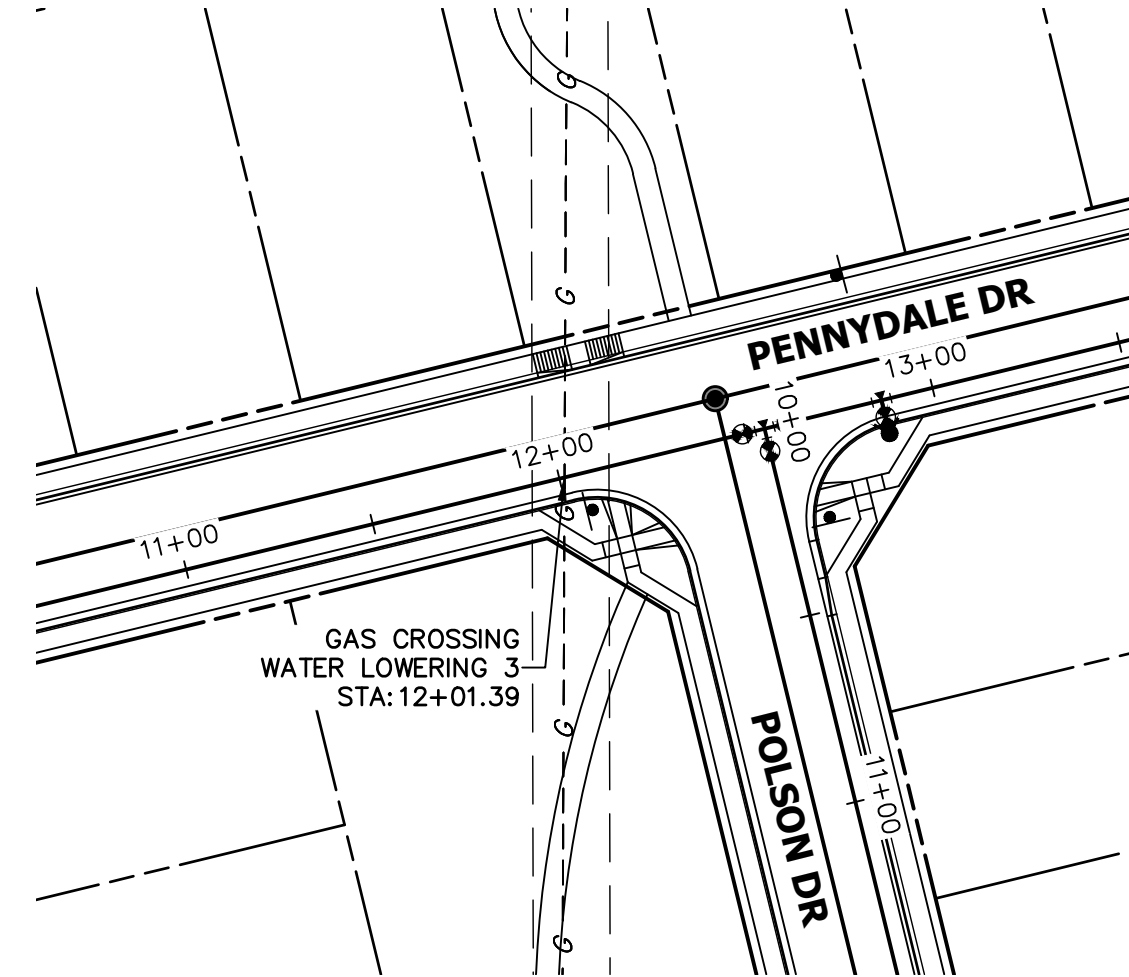 G
G
PENNYDALE DR
13+00
10+00
12+00
G
11+00
GAS CROSSING
WATER LOWERING 3
STA:12+01.39
G
POLSON DR
11+00
G